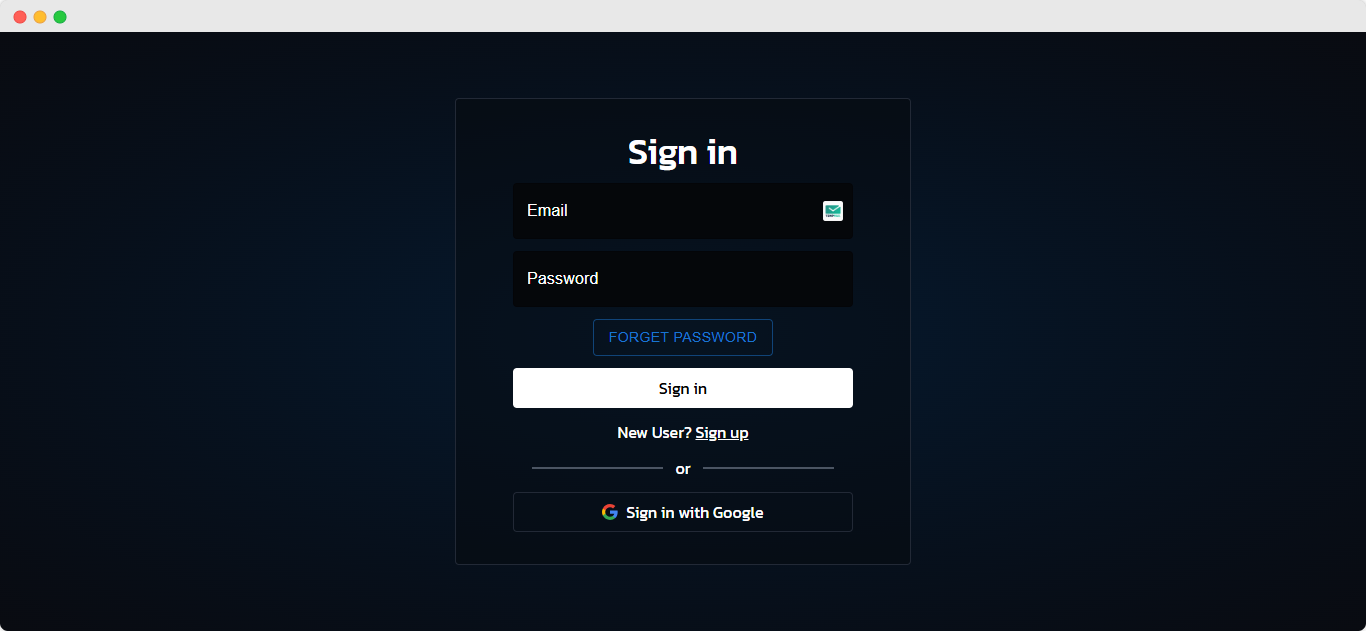 Sign in
Email
Password
FORGET PASSWORD
Sign in
New User? Sign up
or
Sign in with Google